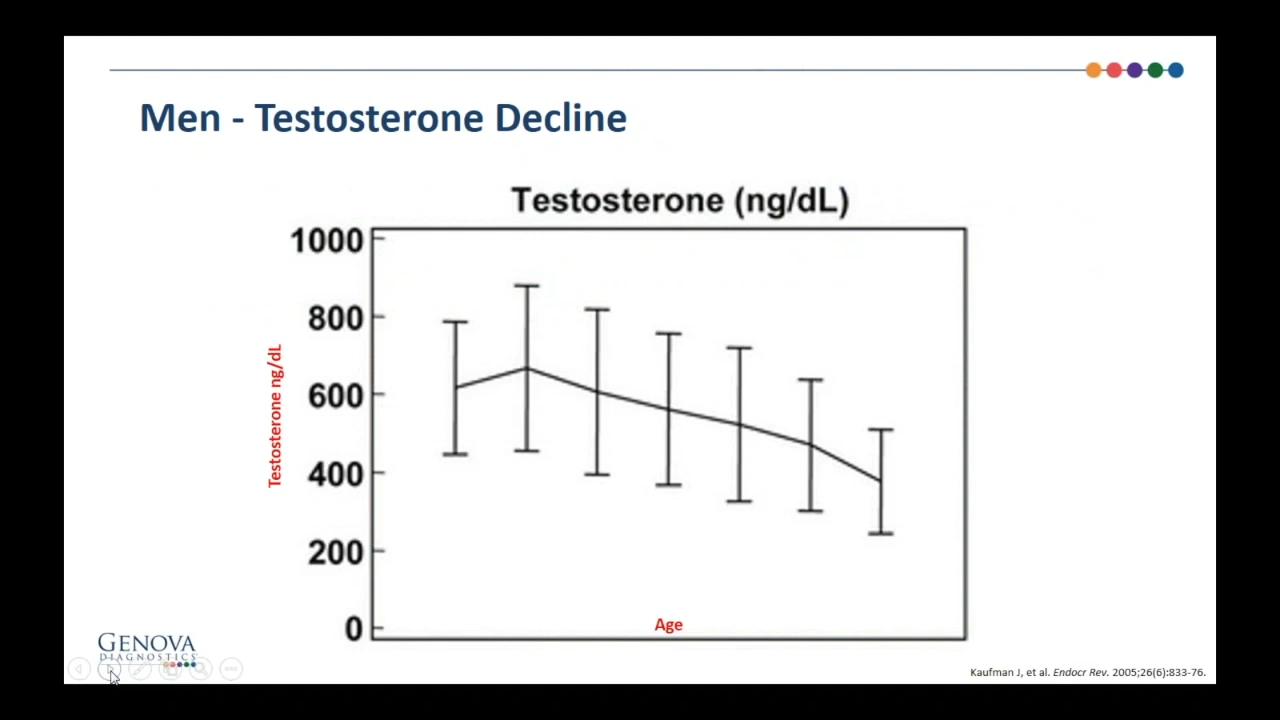 Men - Testosterone Decline
Testosterone (ng/dL)
1000
800
600
400
200
0
Testosterone ng/dL
Age
GENOVA
DIAGNOSTICS
Kaufman J, et al. Endocr Rev. 2005;26(6):833-76.